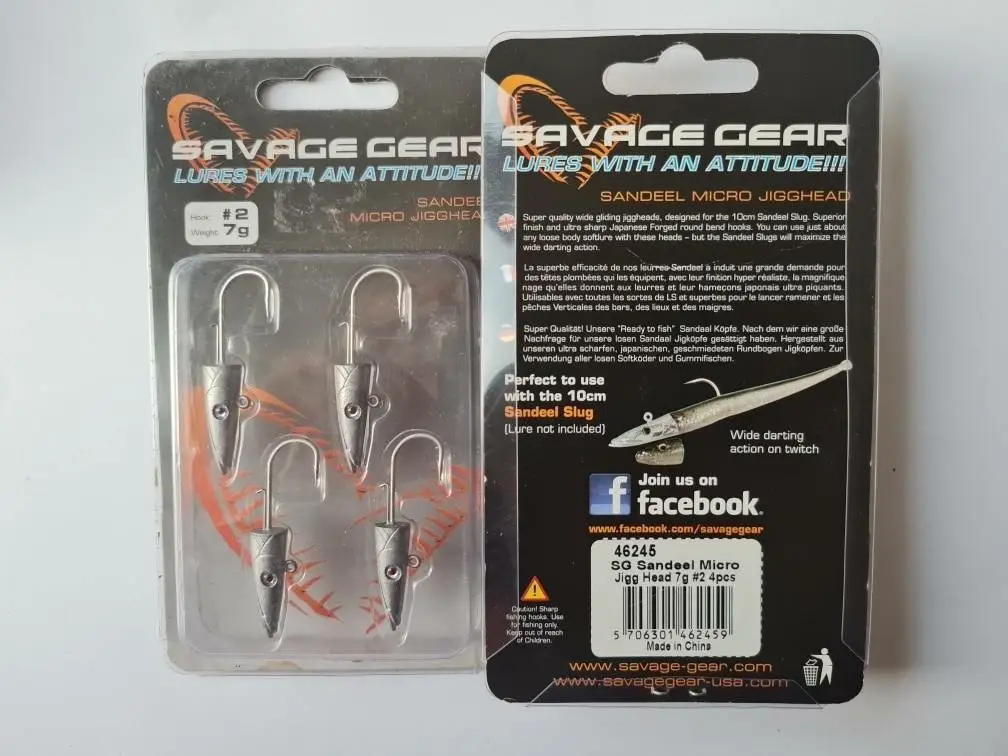 SAVAGE GEAR
LURES WITH AN ATTITUDE!!!
SANDEE
MICRO JIGGHEA
Hook: #2
Weight: 7g
SAVAGE GEAR
LURES WITH AN ATTITUDE!!!
SANDEEL MICRO JIGGHEAD
Super quality wide gliding jiggheads, designed for the 10cm Sandeel Slug. Superior
finish and ultra sharp Japanese Forged round bend hooks. You can use just about
any loose body softlure with these heads – but the Sandeel Slugs will maximize the
wide darting action.
La superbe efficacité de nos leurres Sandeel a induit une grande demande pour
des têtes plombées qui les équipent, avec leur finition hyper réaliste, la magnifique
nage qu'elles donnent aux leurres et leur hameçons japonais ultra piquants.
Utilisables avec toutes les sortes de LS et superbes pour le lancer ramener et les
pêches Verticales des bars, des lieux et des maigres.
Super Qualität! Unsere "Ready to fish" Sandaal Köpfe. Nach dem wir eine große
Nachfrage für unsere losen Sandaal Jigköpfe gesättigt haben. Hergestellt aus
unseren ultra scharfen, japanischen, geschmiedeten Rundbogen Jigköpfen. Zur
Verwendung aller losen Softköder und Gummifischen.
Perfect to use
with the 10cm
Sandeel Slug
(Lure not included)
Wide darting
action on twitch
f Join us on
facebook.
www.facebook.com/savagegear
46245
SG Sandeel Micro
Jigg Head 7g #2 4pcs
5 706301 462459
Made in China
Caution! Sharp
fishing hooks. Use
for fishing only.
Keep out of reach
of Children.
www.savage-gear.com
www.savagegear-usa.com